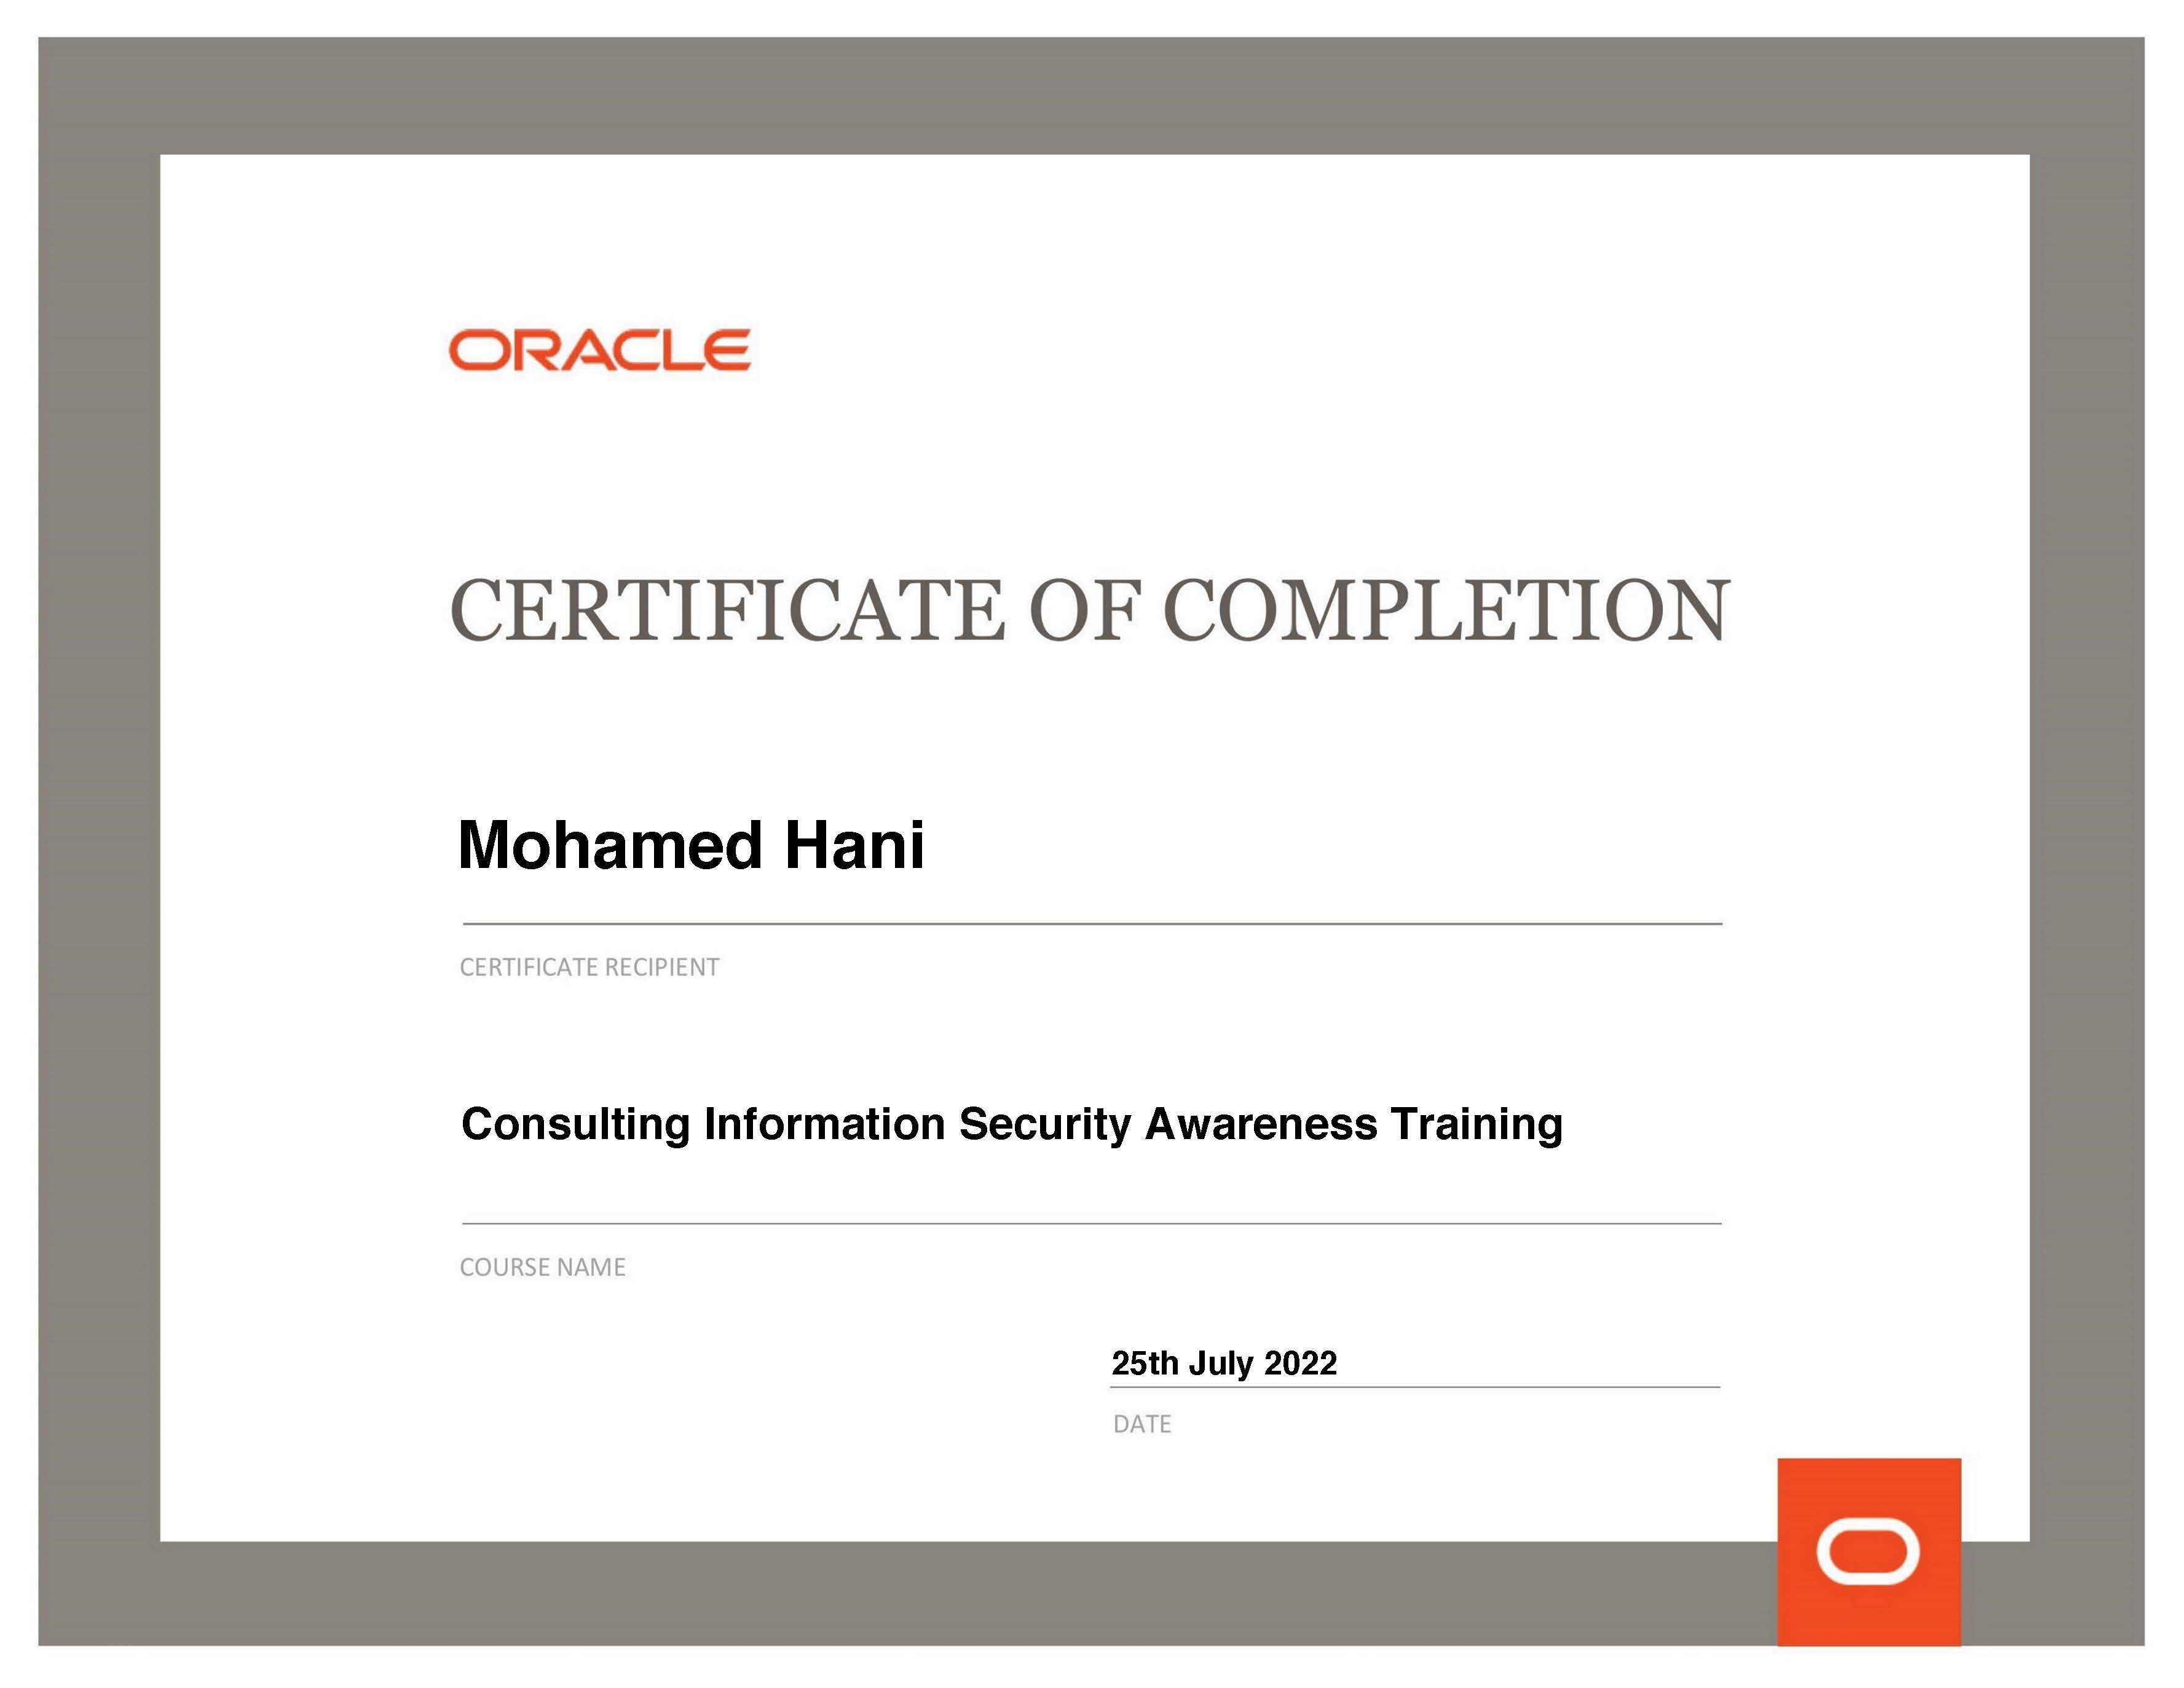 ORACLE
CERTIFICATE OF COMPLETION
Mohamed Hani
CERTIFICATE RECIPIENT
Consulting Information Security Awareness Training
COURSE NAME
25th July 2022
DATE